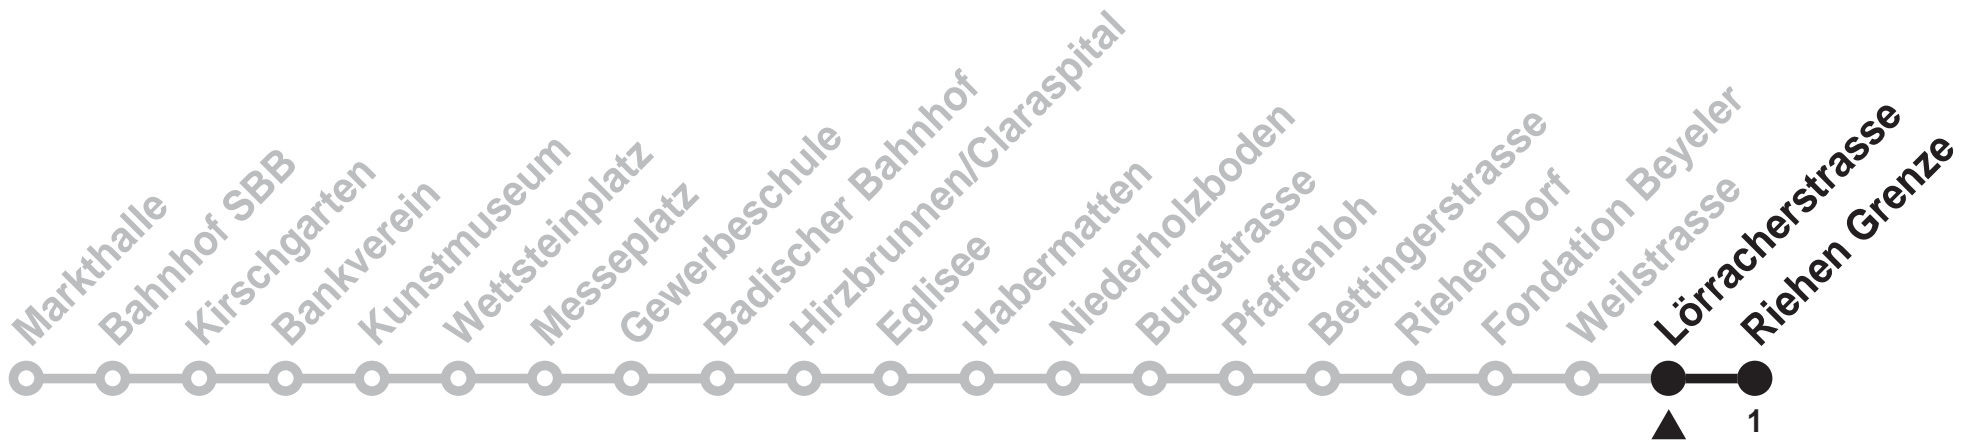 Markthalle
Bahnhof SBB
Kirschgarten
Bankverein
Kunstmuseum
Wettsteinplatz
Messeplatz
Gewerbeschule
Badischer Bahnhof
Hirzbrunnen/Claraspital
Eglisee
Habermatten
Niederholzboden
Burgstrasse
Pfaffenloh
Bettingerstrasse
Riehen Dorf
Fondation Beyeler
Weilstrasse
Lörracherstrasse
Riehen Grenze
1